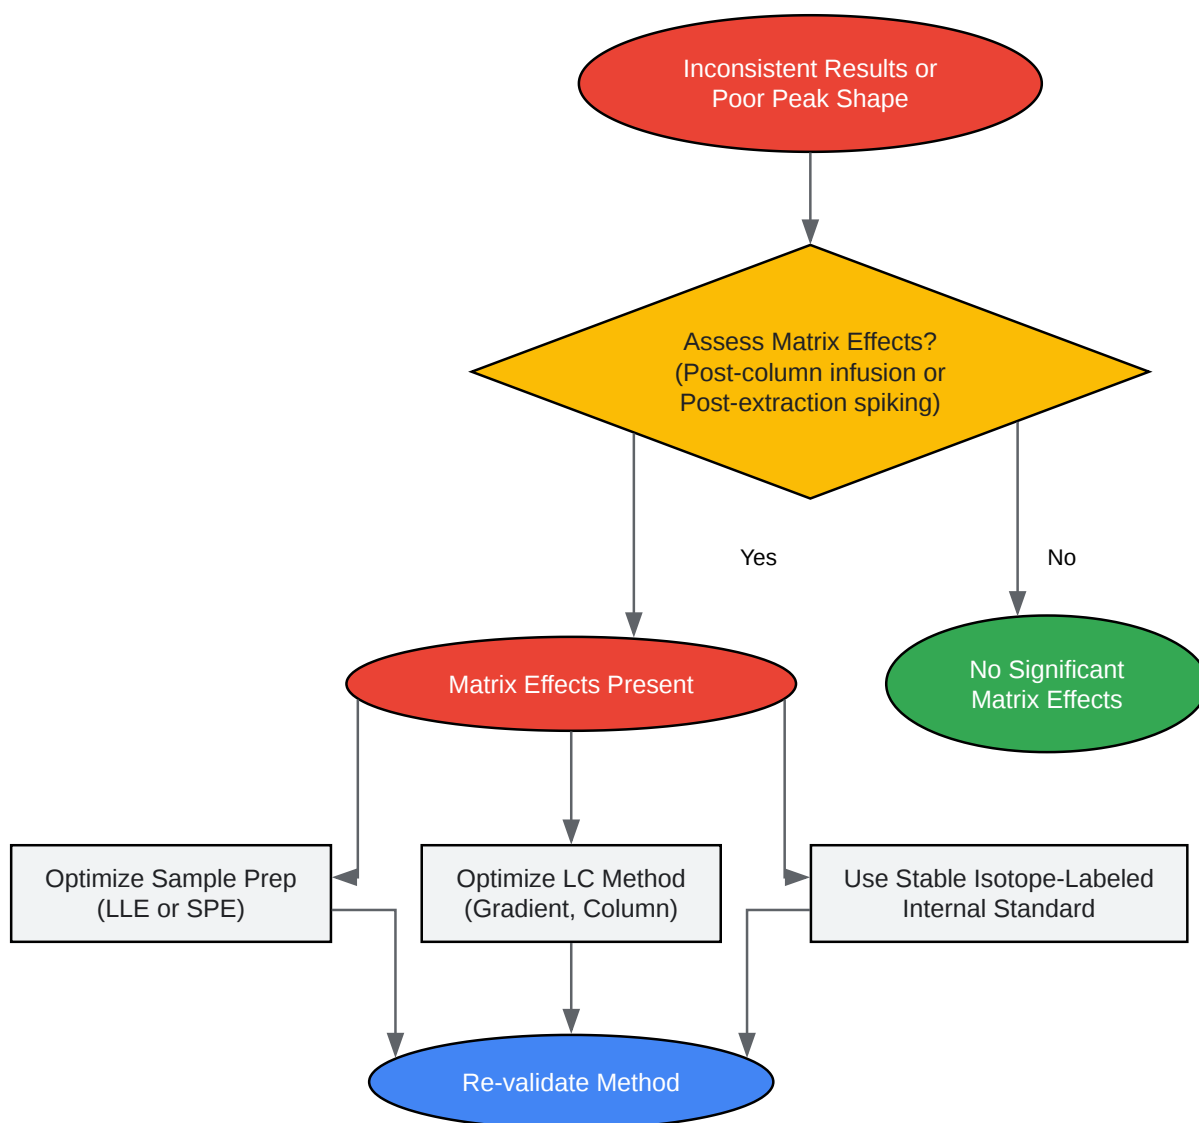 Inconsistent Results or
Poor Peak Shape
Assess Matrix Effects?
(Post-column infusion or
Post-extraction spiking)
Yes
No
Matrix Effects Present
No Significant
Matrix Effects
Optimize Sample Prep
(LLE or SPE)
Optimize LC Method
(Gradient, Column)
Use Stable Isotope-Labeled
Internal Standard
Re-validate Method